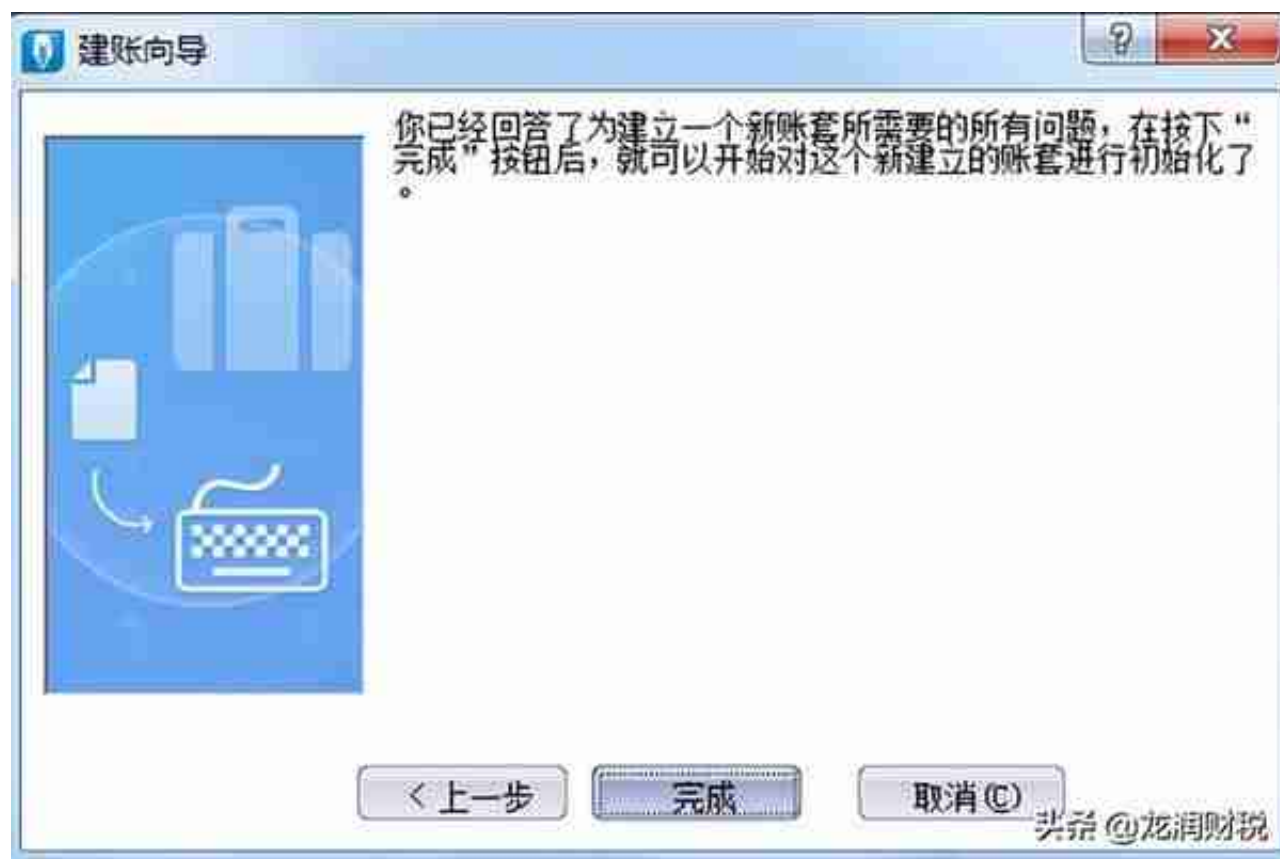 建账向导
你已经回答了为建立一个新账套所需要的所有问题，在按下“
完成”按钮后，就可以开始对这个新建立的账套进行初始化了
。
<上一步
完成
取消(C)
头条 @龙润财税